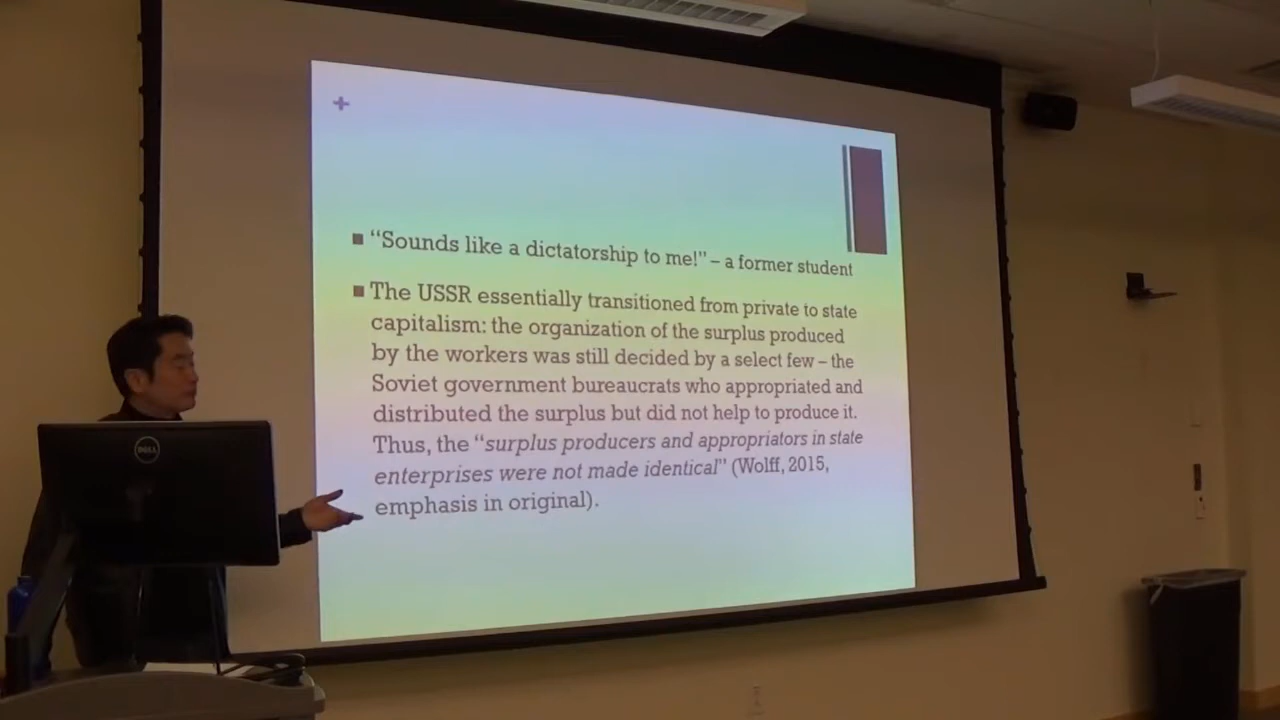 +
■ “Sounds like a dictatorship to me!” – a former student
■ The USSR essentially transitioned from private to state
capitalism: the organization of the surplus produced
by the workers was still decided by a select few – the
Soviet government bureaucrats who appropriated and
distributed the surplus but did not help to produce it.
Thus, the “surplus producers and appropriators in state
enterprises were not made identical” (Wolff, 2015,
emphasis in original).
DELL